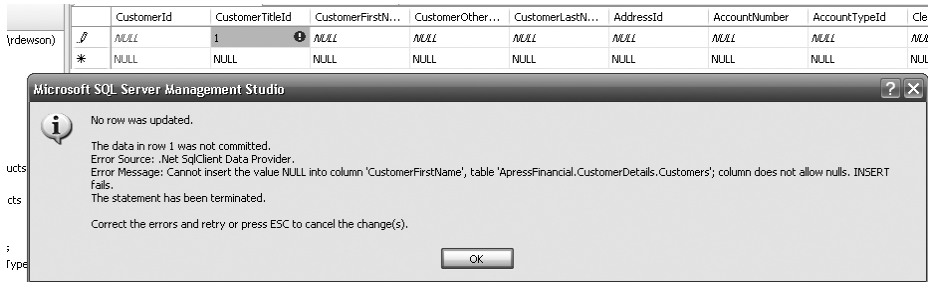 CustomerId CustomerTitleId CustomerFirstN... CustomerOther... CustomerLastN... AddressId AccountNumber AccountTypeId Cle
\rdewson) NULL 1 NULL NULL NULL NULL NULL NULL NUL
NULL NULL NULL NULL NULL NULL NULL NULL NUL
Microsoft SQL Server Management Studio
No row was updated.
The data in row 1 was not committed.
Error Source: .Net SqlClient Data Provider.
ucts
Error Message: Cannot insert the value NULL into column 'CustomerFirstName', table 'ApressFinancial.CustomerDetails.Customers'; column does not allow nulls. INSERT
fails.
cts
The statement has been terminated.
Correct the errors and retry or press ESC to cancel the change(s).
;
Type
OK